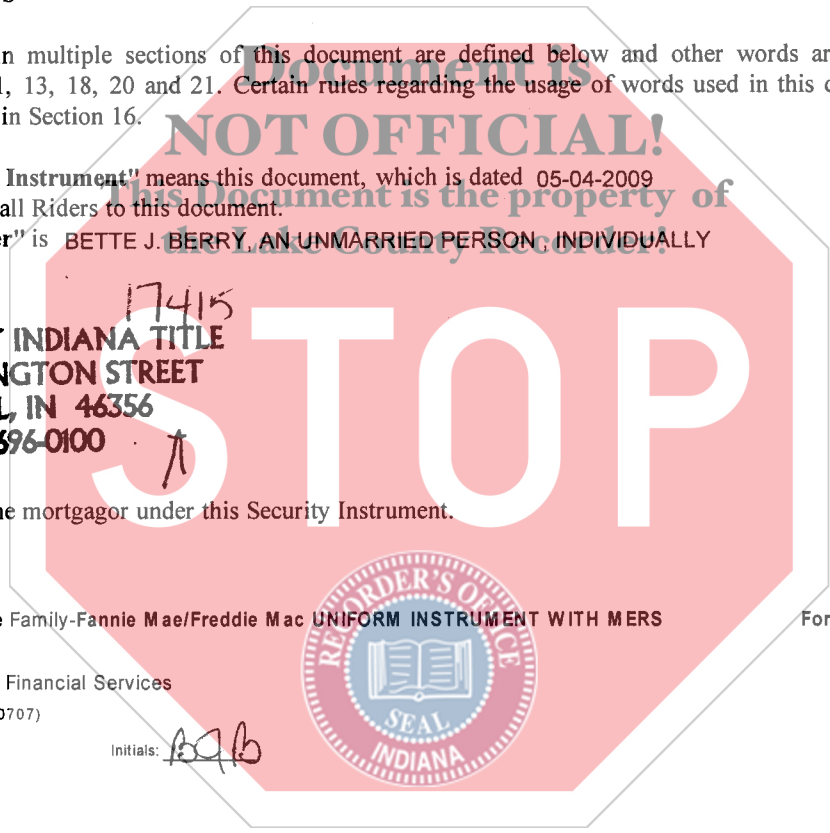 n multiple sections of this document are defined below and other words ar
1, 13, 18, 20 and 21. Certain rules regarding the usage of words used in this
in Section 16.
Document is
NOT OFFICIAL!
This Document is the property of
the Lake County Recorder!
Instrument" means this document, which is dated 05-04-2009
all Riders to this document.
r" is BETTE J. BERRY, AN UNMARRIED PERSON, INDIVIDUALLY
17415
INDIANA TITLE
NGTON STREET
L, IN 46356
696-0100
STOP
he mortgagor under this Security Instrument.
e Family-Fannie Mae/Freddie Mac UNIFORM INSTRUMENT WITH MERS For
Financial Services
0707)
RECORDER'S OFFICE
SEAL
INDIANA
Initials: BJB